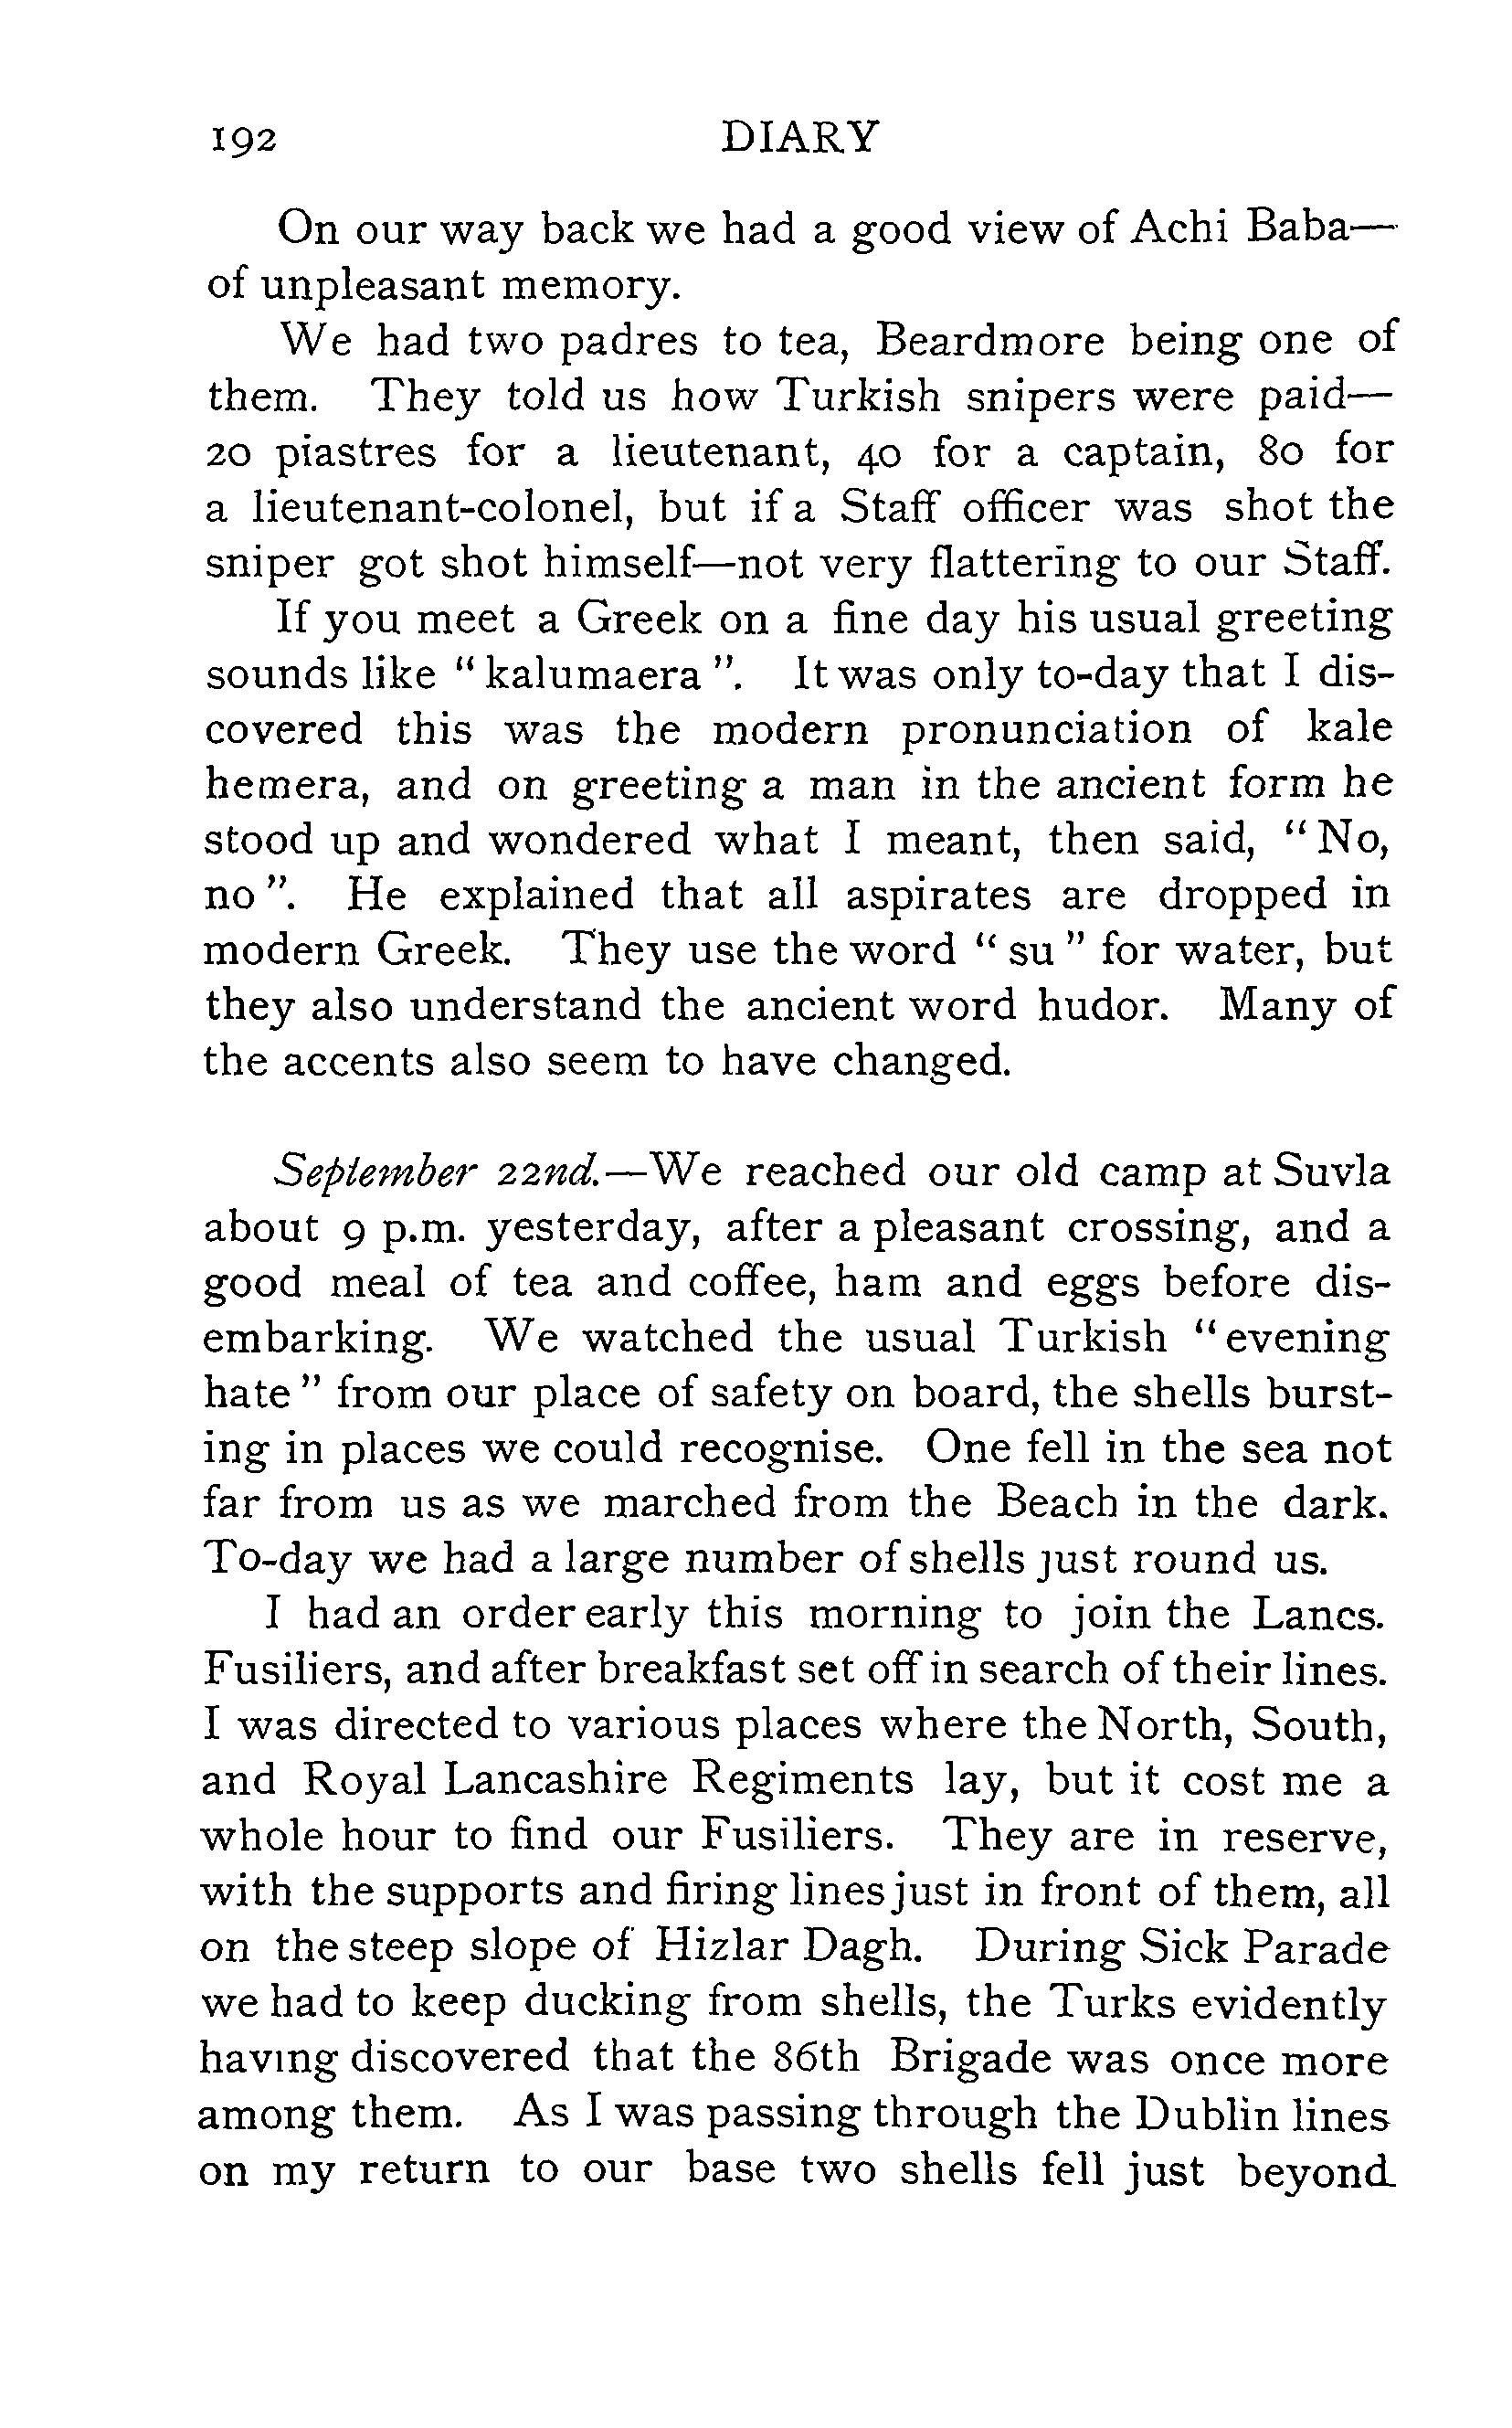 192 DIARY
On our way back we had a good view of Achi Baba—
of unpleasant memory.
We had two padres to tea, Beardmore being one of
them. They told us how Turkish snipers were paid—
20 piastres for a lieutenant, 40 for a captain, 80 for
a lieutenant-colonel, but if a Staff officer was shot the
sniper got shot himself—not very flattering to our Staff.
If you meet a Greek on a fine day his usual greeting
sounds like “ kalumaera ”. It was only to-day that I dis-
covered this was the modern pronunciation of kale
hemera, and on greeting a man in the ancient form he
stood up and wondered what I meant, then said, “ No,
no ”. He explained that all aspirates are dropped in
modern Greek. They use the word “ su ” for water, but
they also understand the ancient word hudor. Many of
the accents also seem to have changed.
September 22nd.—We reached our old camp at Suvla
about 9 p.m. yesterday, after a pleasant crossing, and a
good meal of tea and coffee, ham and eggs before dis-
embarking. We watched the usual Turkish “ evening
hate ” from our place of safety on board, the shells burst-
ing in places we could recognise. One fell in the sea not
far from us as we marched from the Beach in the dark.
To-day we had a large number of shells just round us.
I had an order early this morning to join the Lancs.
Fusiliers, and after breakfast set off in search of their lines.
I was directed to various places where the North, South,
and Royal Lancashire Regiments lay, but it cost me a
whole hour to find our Fusiliers. They are in reserve,
with the supports and firing lines just in front of them, all
on the steep slope of Hizlar Dagh. During Sick Parade
we had to keep ducking from shells, the Turks evidently
having discovered that the 86th Brigade was once more
among them. As I was passing through the Dublin lines
on my return to our base two shells fell just beyond